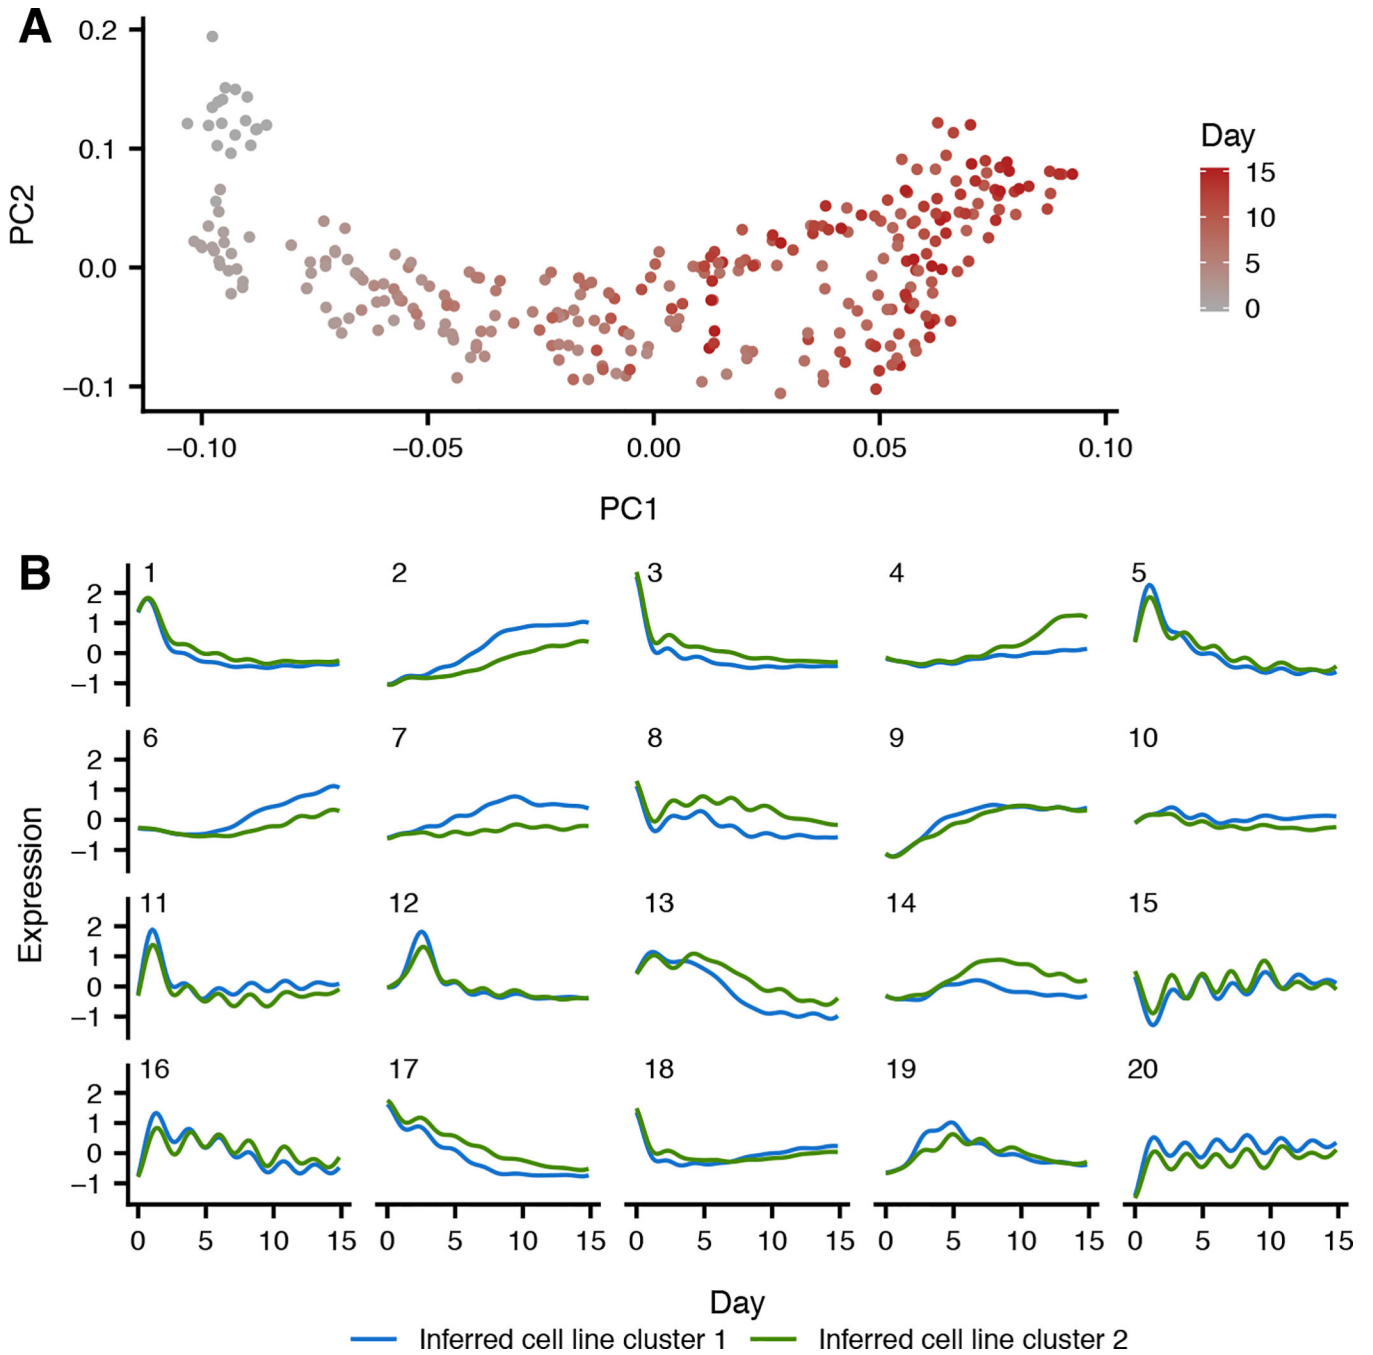 A
0.2
0.1
0.0
−0.1
PC2
−0.10 −0.05 0.00 0.05 0.10
PC1
Day
15
10
5
0
B
1 2 3 4 5
2
1
0
−1
6 7 8 9 10
2
1
0
−1
11 12 13 14 15
2
1
0
−1
16 17 18 19 20
2
1
0
−1
Expression
0 5 10 15 0 5 10 15 0 5 10 15 0 5 10 15 0 5 10 15
Day
Inferred cell line cluster 1 Inferred cell line cluster 2